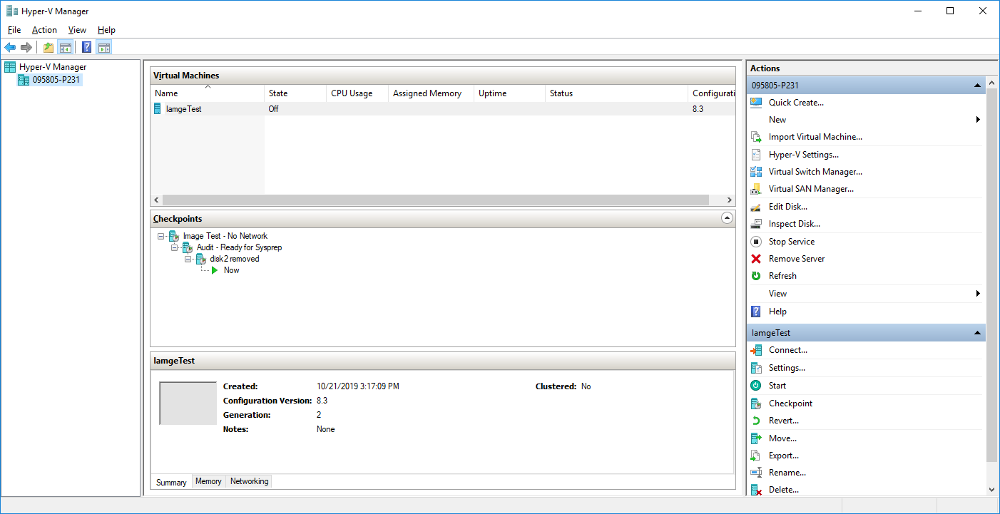 Hyper-V Manager
File Action View Help
Hyper-V Manager
095805-P231
Virtual Machines
Name State CPU Usage Assigned Memory Uptime Status Configurati
IamgeTest Off 8.3
Checkpoints
Image Test - No Network
Audit - Ready for Sysprep
disk2 removed
Now
IamgeTest
Created: 10/21/2019 3:17:09 PM Clustered: No
Configuration Version: 8.3
Generation: 2
Notes: None
Summary Memory Networking
Actions
095805-P231
Quick Create...
New
Import Virtual Machine...
Hyper-V Settings...
Virtual Switch Manager...
Virtual SAN Manager...
Edit Disk...
Inspect Disk...
Stop Service
Remove Server
Refresh
View
Help
IamgeTest
Connect...
Settings...
Start
Checkpoint
Revert...
Move...
Export...
Rename...
Delete...